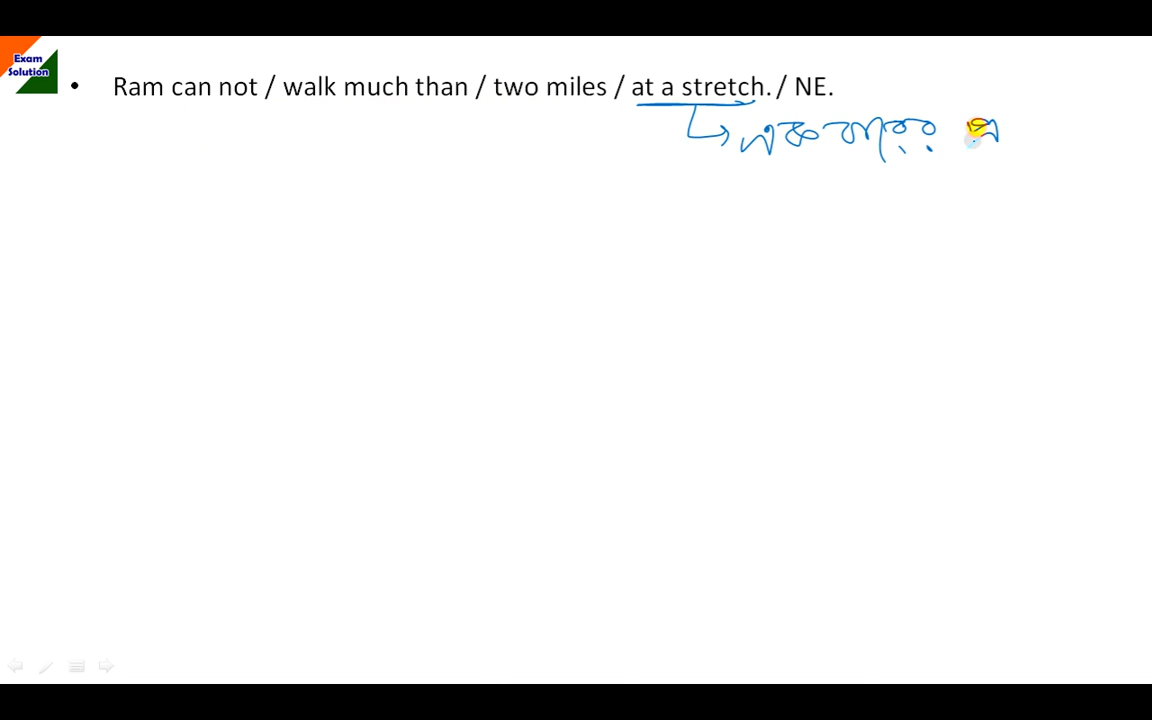 Exam
Solution
• Ram can not / walk much than / two miles / at a stretch. / NE.